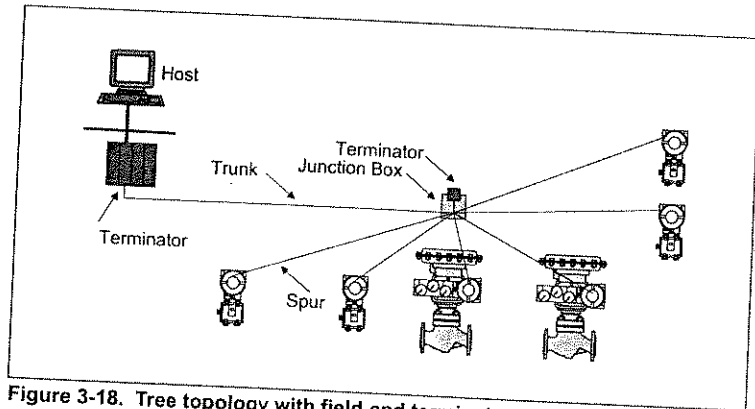 Host
Terminator
Junction Box
Trunk
Terminator
Spur
Figure 3-18. Tree topology with field and